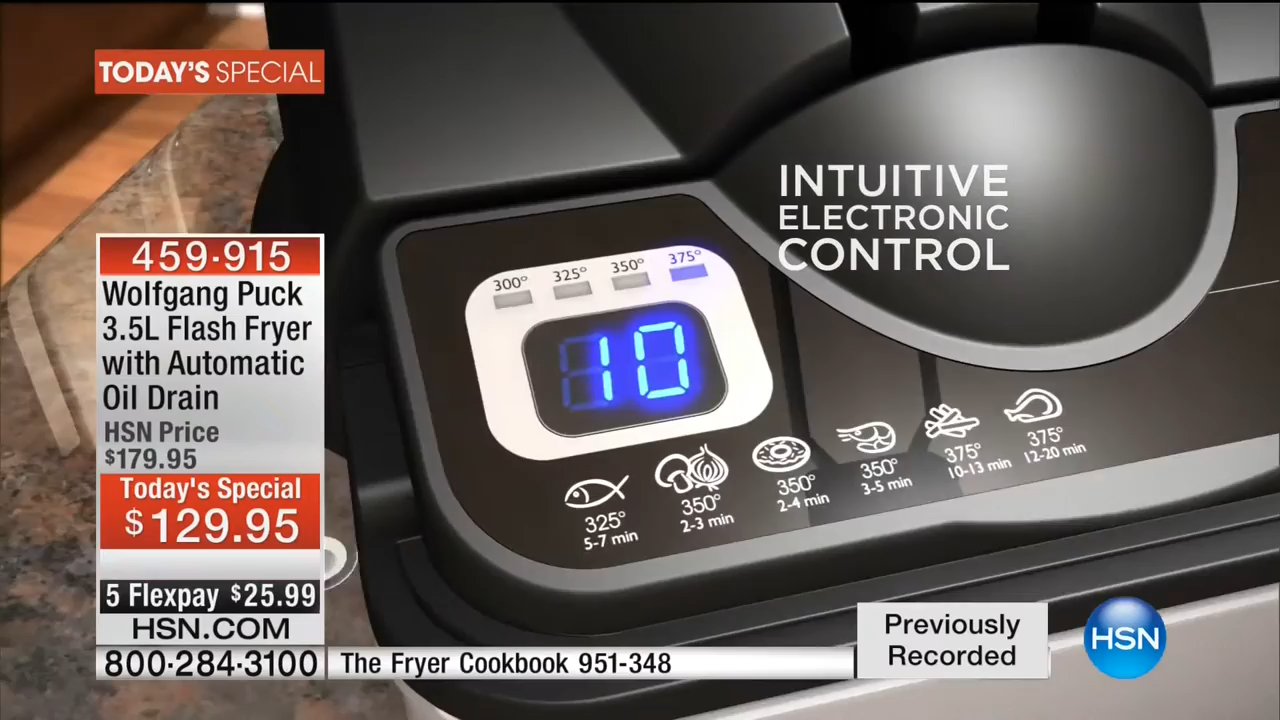 TODAY'S SPECIAL
459·915
Wolfgang Puck
3.5L Flash Fryer
with Automatic
Oil Drain
HSN Price
$179.95
Today's Special
$129.95
5 Flexpay $25.99
HSN.COM
800·284·3100
The Fryer Cookbook 951-348
INTUITIVE
ELECTRONIC
CONTROL
300° 325° 350° 375°
10
325°
5-7 min
350°
2-3 min
350°
2-4 min
350°
3-5 min
375°
10-13 min
375°
12-20 min
Previously
Recorded
HSN